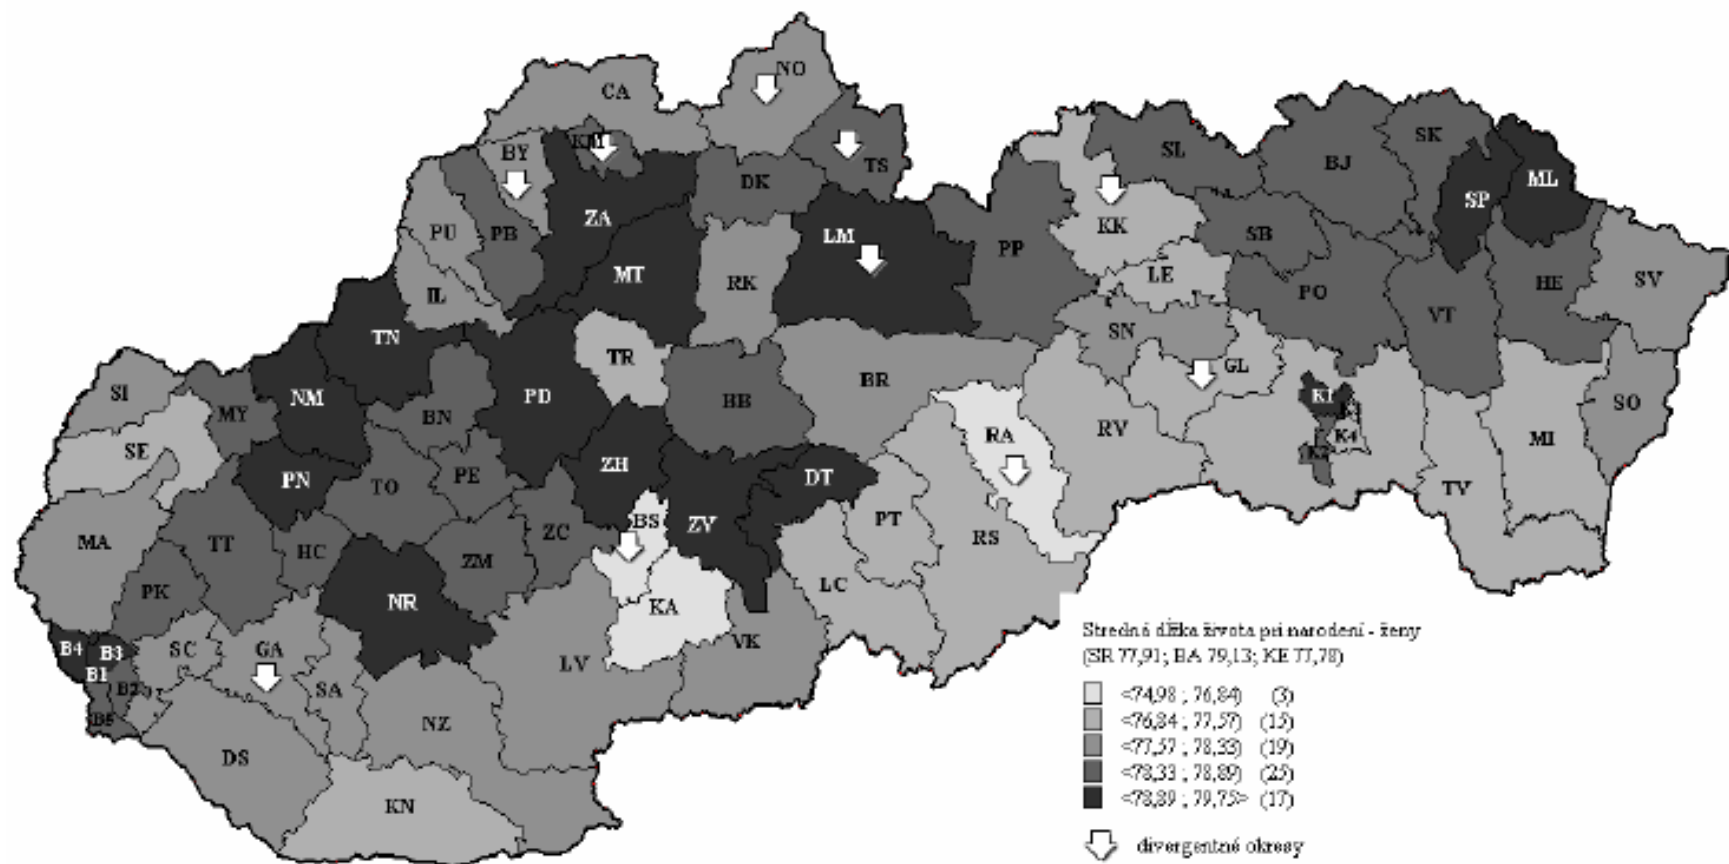 NO
CA
KM
BY
TS
DK
SL
BJ
SK
SP
ML
PU
PB
ZA
LM
PP
KK
SB
MT
RK
LE
PO
VT
HE
SV
IL
TN
TR
SN
GL
SI
MY
NM
BN
PD
BB
BR
RA
RV
K1
K3
K4
K2
SO
MI
SE
PN
TO
PE
ZH
DT
TV
MA
TT
HC
ZM
ZC
BS
ZV
PT
RS
PK
NR
KA
LC
B4
B3
B1
B2
B5
SC
GA
SA
LV
VK
DS
NZ
KN
Stredná dĺžka života pri narodení - ženy
(SR 77,91; BA 79,13; KE 77,78)
<74,98 ; 76,84) (3)
<76,84 ; 77,57) (15)
<77,57 ; 78,33) (19)
<78,33 ; 78,89) (25)
<78,89 ; 79,75> (17)
divergentné okresy